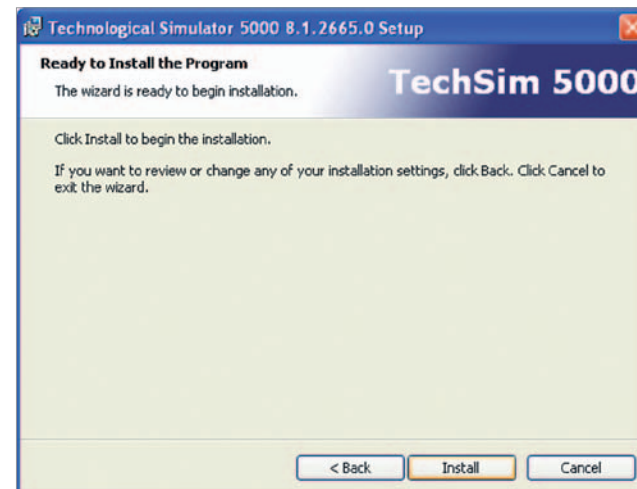 Technological Simulator 5000 8.1.2665.0 Setup
Ready to Install the Program
The wizard is ready to begin installation.
TechSim 5000
Click Install to begin the installation.
If you want to review or change any of your installation settings, click Back. Click Cancel to
exit the wizard.
< Back Install Cancel